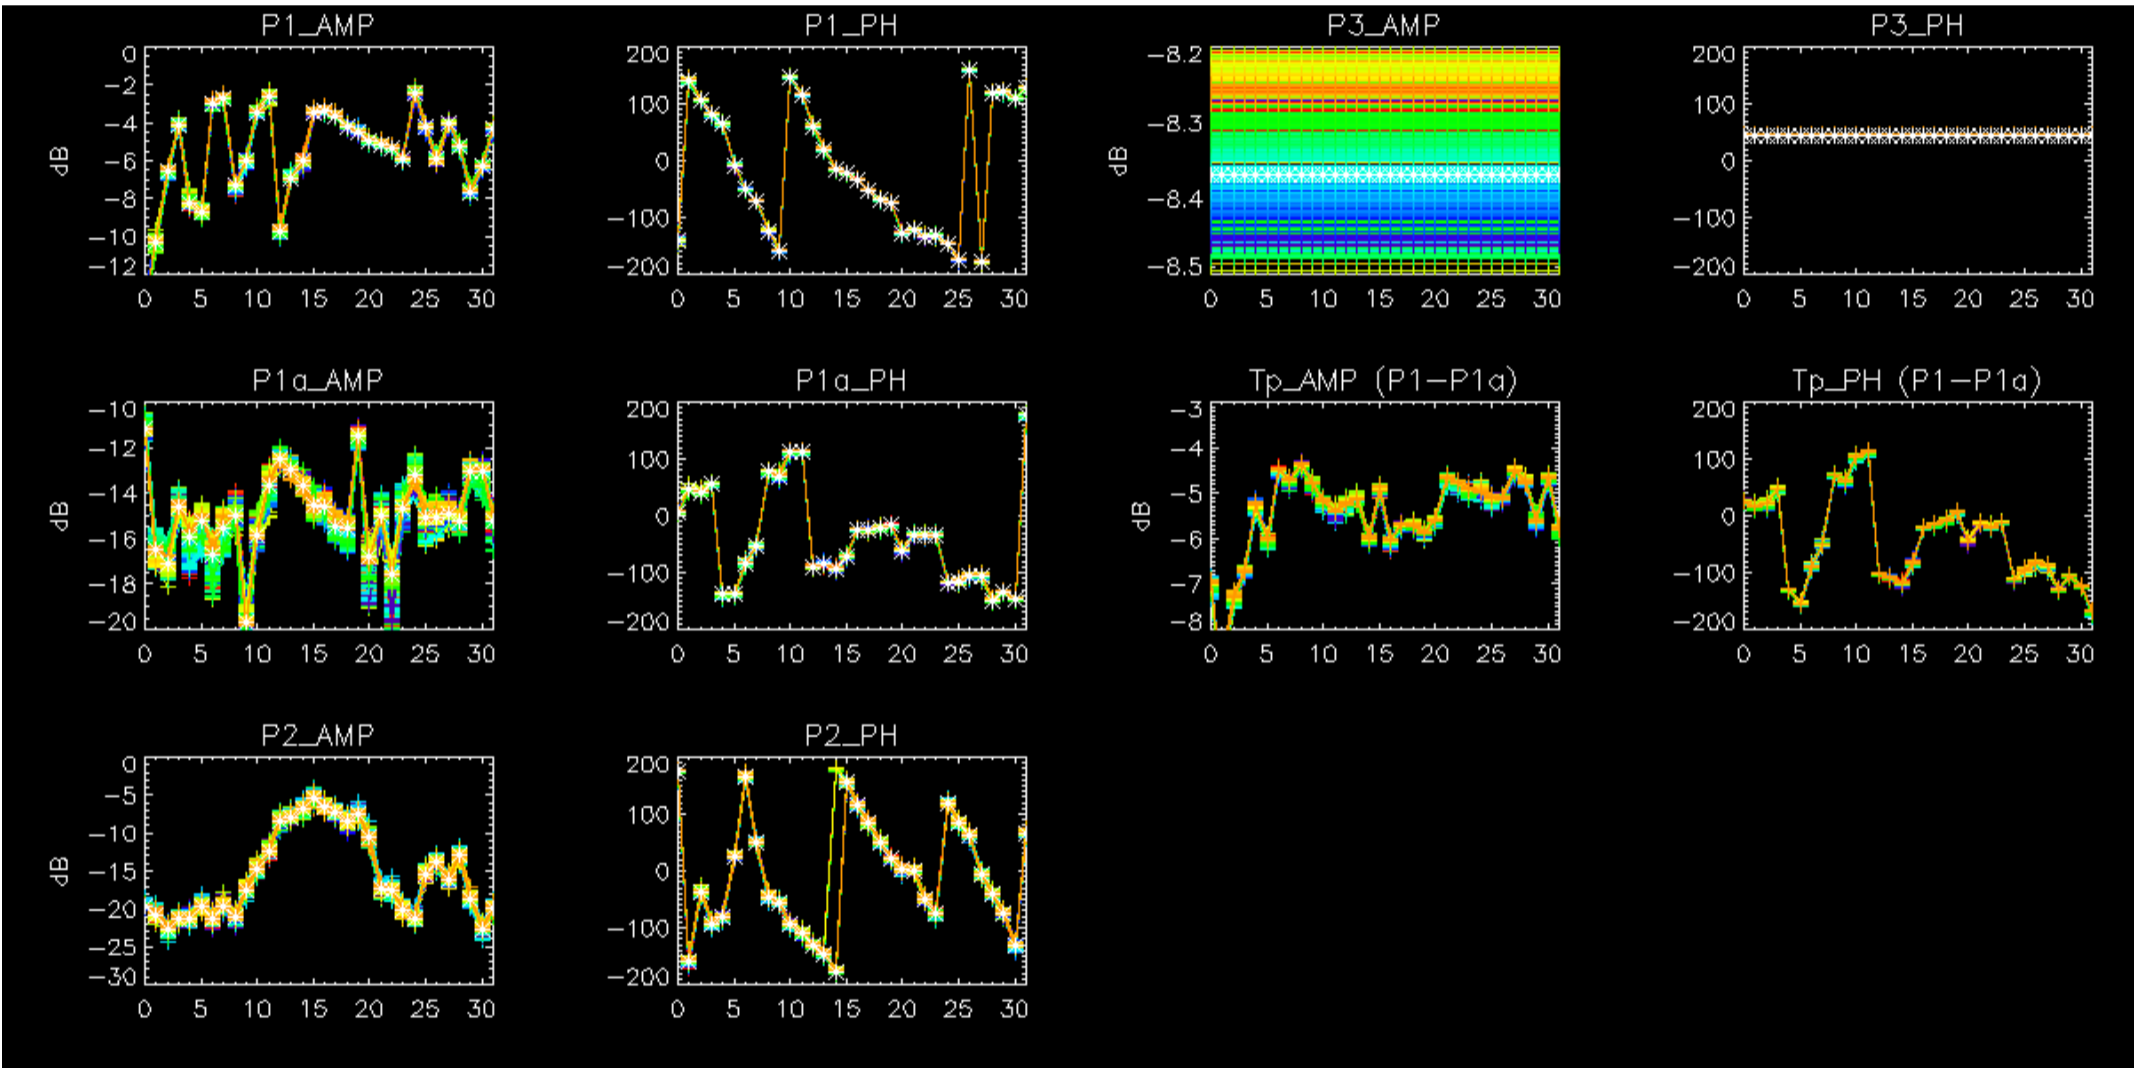 P1_AMP
0
-2
-4
-6
-8
-10
-12
dB
0 5 10 15 20 25 30
P1_PH
200
100
0
-100
-200
0 5 10 15 20 25 30
P3_AMP
-8.2
-8.3
-8.4
-8.5
dB
0 5 10 15 20 25 30
P3_PH
200
100
0
-100
-200
0 5 10 15 20 25 30
P1a_AMP
-10
-12
-14
-16
-18
-20
dB
0 5 10 15 20 25 30
P1a_PH
200
100
0
-100
-200
0 5 10 15 20 25 30
Tp_AMP (P1-P1a)
-3
-4
-5
-6
-7
-8
dB
0 5 10 15 20 25 30
Tp_PH (P1-P1a)
200
100
0
-100
-200
0 5 10 15 20 25 30
P2_AMP
0
-5
-10
-15
-20
-25
-30
dB
0 5 10 15 20 25 30
P2_PH
200
100
0
-100
-200
0 5 10 15 20 25 30